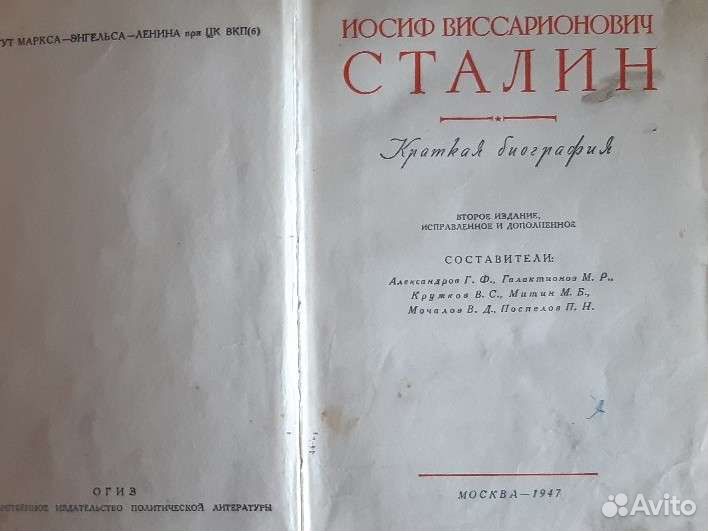 ТУТ МАРКСА—ЭНГЕЛЬСА—ЛЕНИНА при ЦК ВКП(б)
ОГИЗ
ИЗДАТЕЛЬСТВО ПОЛИТИЧЕСКОЙ ЛИТЕРАТУРЫ
ИОСИФ ВИССАРИОНОВИЧ
СТАЛИН
Краткая биография
ВТОРОЕ ИЗДАНИЕ,
ИСПРАВЛЕННОЕ И ДОПОЛНЕННОЕ
СОСТАВИТЕЛИ:
Александров Г. Ф., Галактионов М. Р.,
Кружков В. С., Митин М. Б.,
Мочалов В. Д., Поспелов П. Н.
МОСКВА—1947
Avito